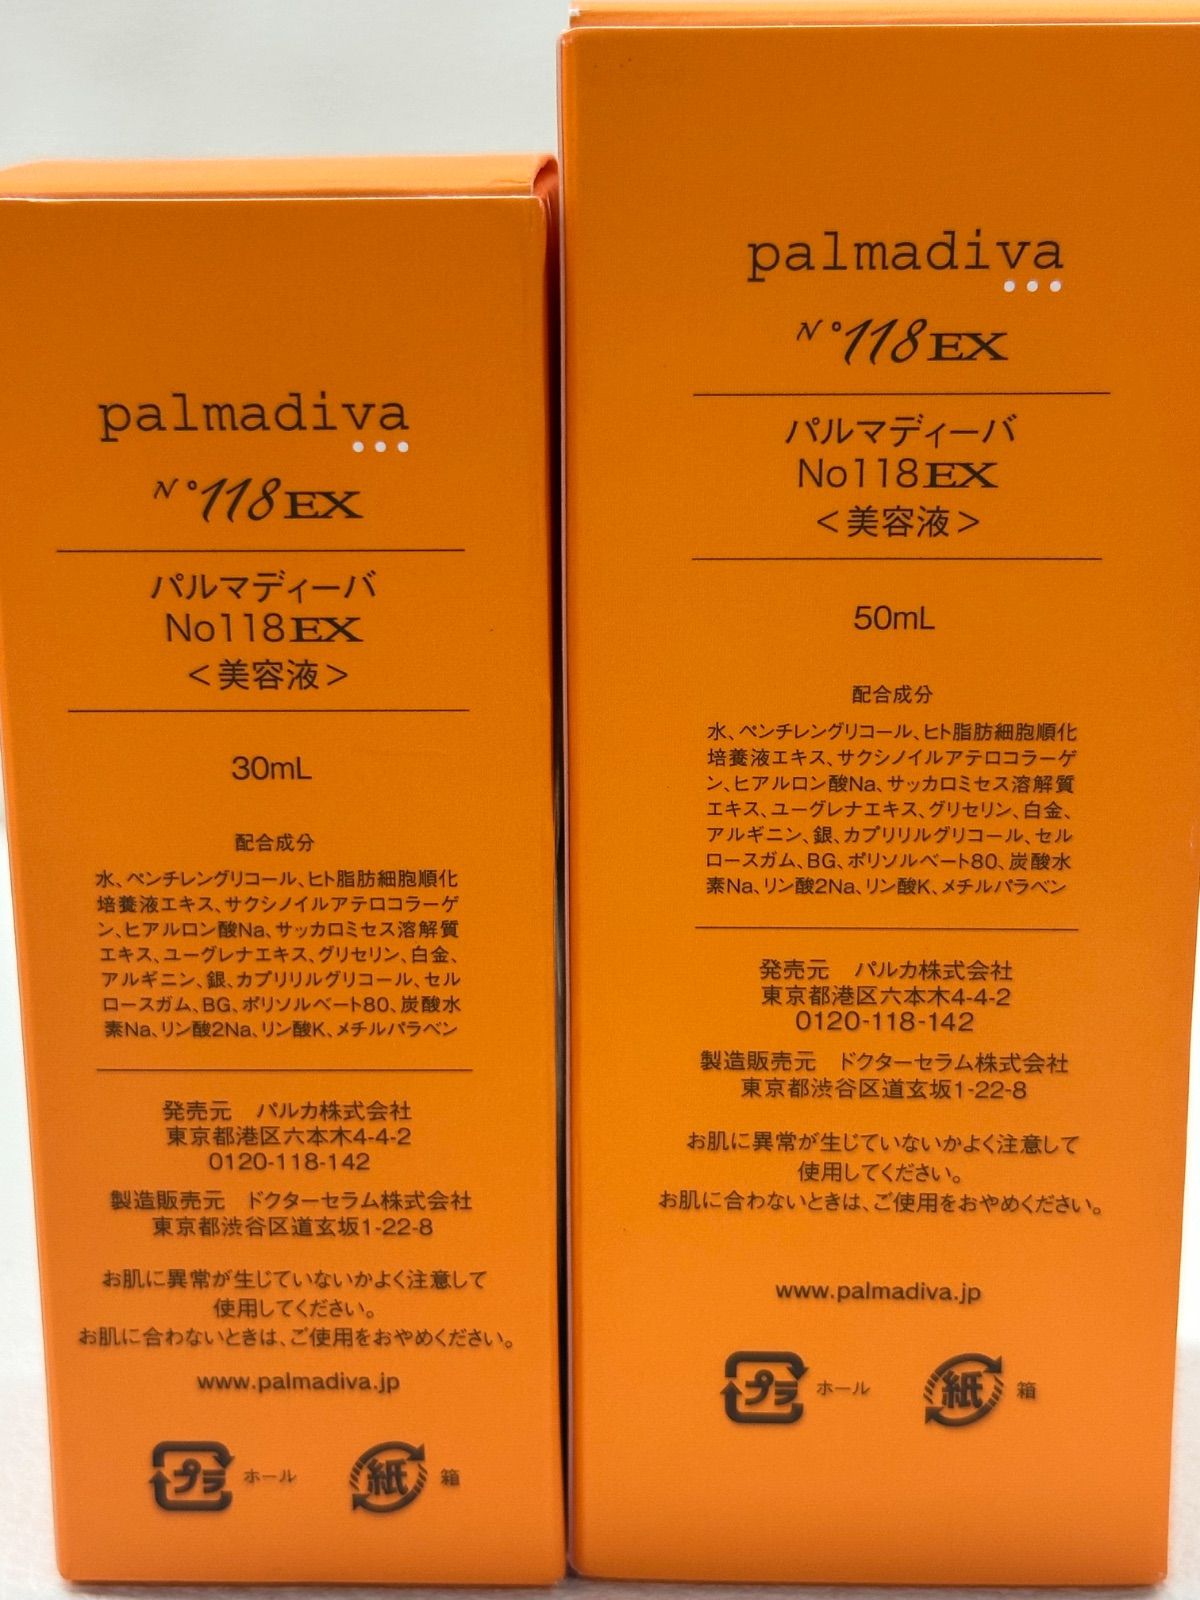 palmadiva
N°118EX
パルマディーバ
No118EX
＜美容液＞
30mL
配合成分
水、ペンチレングリコール、ヒト脂肪細胞順化
培養液エキス、サクシノイルアテロコラーゲ
ン、ヒアルロン酸Na、サッカロミセス溶解質
エキス、ユーグレナエキス、グリセリン、白金、
アルギニン、銀、カプリリルグリコール、セル
ロースガム、BG、ポリソルベート80、炭酸水
素Na、リン酸2Na、リン酸K、メチルパラベン
発売元　パルカ株式会社
東京都港区六本木4-4-2
0120-118-142
製造販売元　ドクターセラム株式会社
東京都渋谷区道玄坂1-22-8
お肌に異常が生じていないかよく注意して
使用してください。
お肌に合わないときは、ご使用をおやめください。
www.palmadiva.jp
プラ ホール 紙 箱
palmadiva
N°118EX
パルマディーバ
No118EX
＜美容液＞
50mL
配合成分
水、ペンチレングリコール、ヒト脂肪細胞順化
培養液エキス、サクシノイルアテロコラーゲ
ン、ヒアルロン酸Na、サッカロミセス溶解質
エキス、ユーグレナエキス、グリセリン、白金、
アルギニン、銀、カプリリルグリコール、セル
ロースガム、BG、ポリソルベート80、炭酸水
素Na、リン酸2Na、リン酸K、メチルパラベン
発売元　パルカ株式会社
東京都港区六本木4-4-2
0120-118-142
製造販売元　ドクターセラム株式会社
東京都渋谷区道玄坂1-22-8
お肌に異常が生じていないかよく注意して
使用してください。
お肌に合わないときは、ご使用をおやめください。
www.palmadiva.jp
プラ ホール 紙 箱